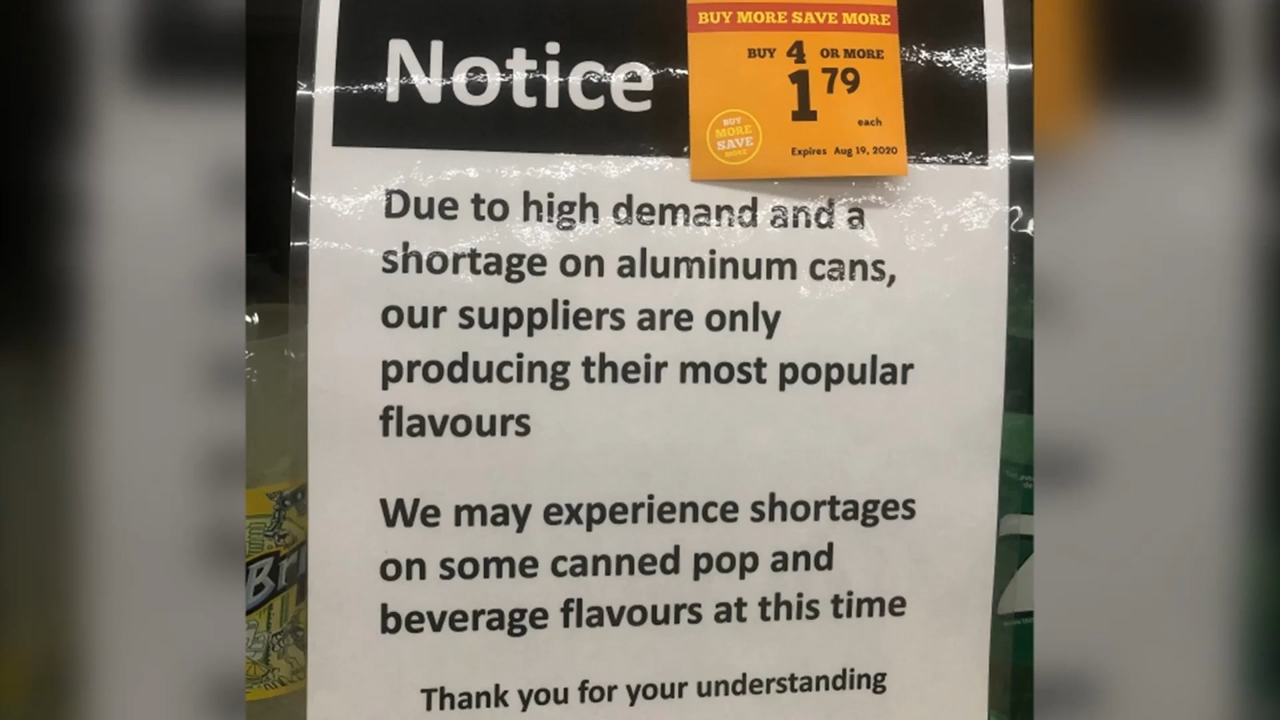 Notice
BUY MORE SAVE MORE
BUY 4 OR MORE
1 79
each
BUY
MORE
SAVE
MORE
Expires Aug 19, 2020
Due to high demand and a
shortage on aluminum cans,
our suppliers are only
producing their most popular
flavours
We may experience shortages
on some canned pop and
beverage flavours at this time
Thank you for your understanding
Bri